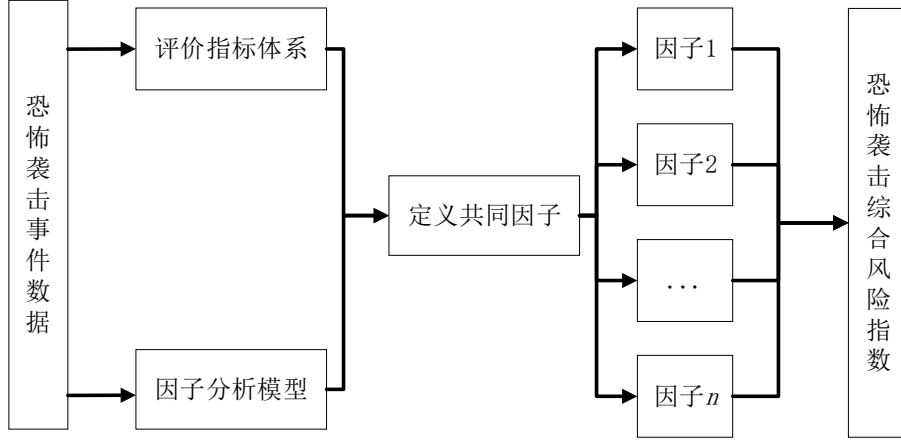 恐怖袭击事件数据
评价指标体系
因子分析模型
定义共同因子
因子1
因子2
...
因子n
恐怖袭击综合风险指数